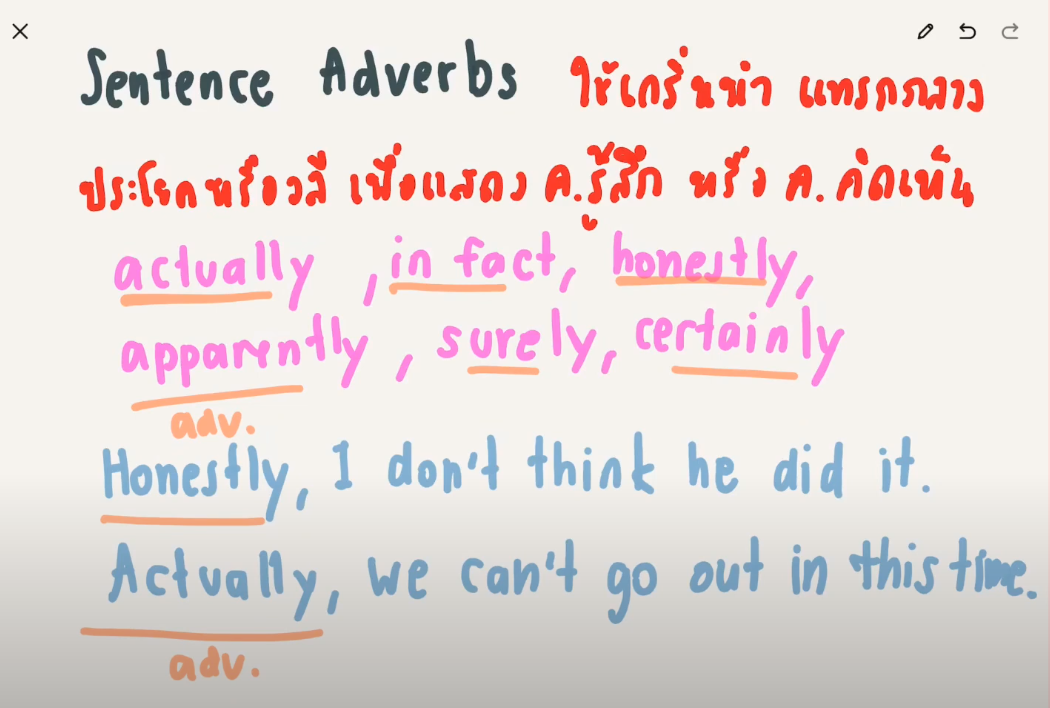 Sentence Adverbs ใช้เกริ่นนำ แทรกกลาง
ประโยคหรือวลี เพื่อแสดง ค.รู้สึก หรือ ค. คิดเห็น
actually , in fact, honestly,
apparently , surely, certainly
adv.
Honestly, I don't think he did it.
Actually, we can't go out in this time.
adv.